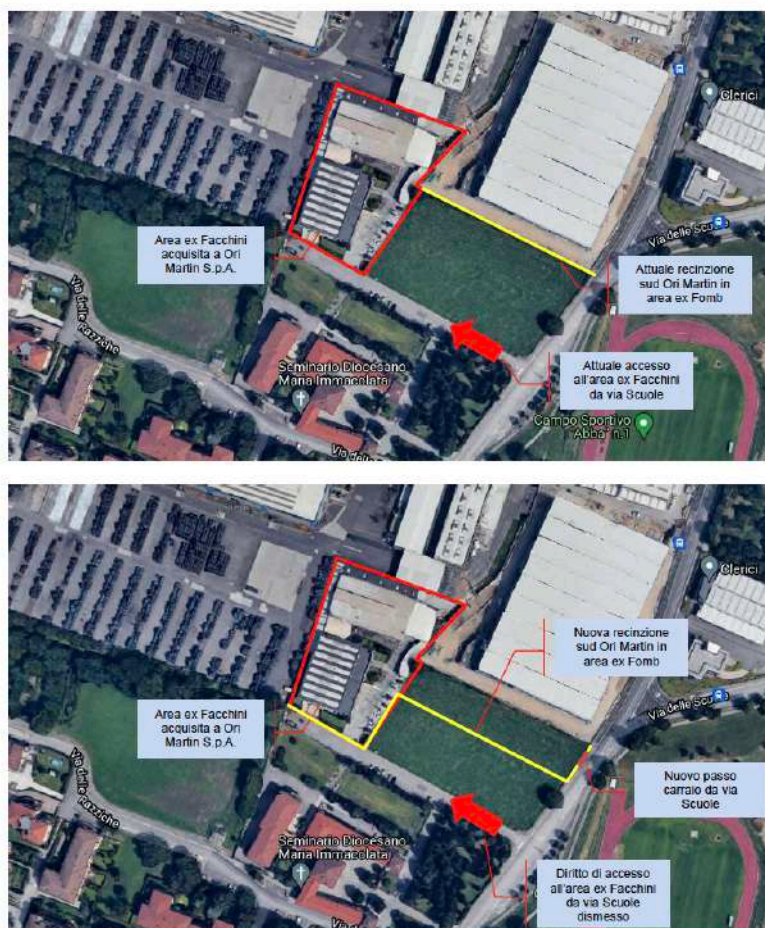 Clerici
Via delle Scuole
Area ex Facchini
acquisita a Ori
Martin S.p.A.
Attuale recinzione
sud Ori Martin in
area ex Fomb
Via delle Razziche
Attuale accesso
all'area ex Facchini
da via Scuole
Seminario Diocesano
Maria Immacolata
Campo Sportivo
"Abba" n.1
Via delle
Clerici
Nuova recinzione
sud Ori Martin in
area ex Fomb
Area ex Facchini
acquisita a Ori
Martin S.p.A.
Via delle Scuole
Via delle Razziche
Nuovo passo
carraio da via
Scuole
Seminario Diocesano
Maria Immacolata
Diritto di accesso
all'area ex Facchini
da via Scuole
dismesso